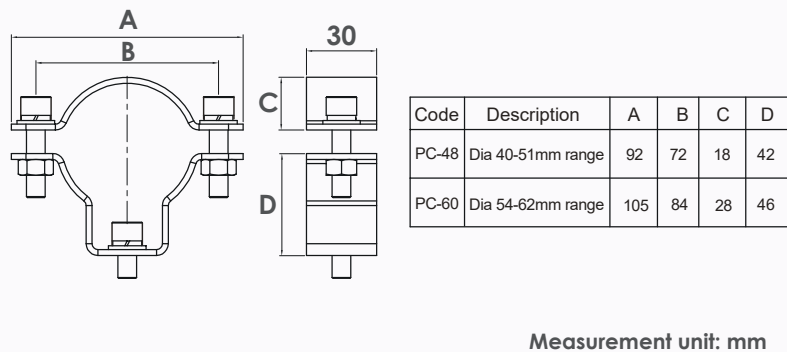 A
B
30
C
D
Code Description A B C D
PC-48 Dia 40-51mm range 92 72 18 42
PC-60 Dia 54-62mm range 105 84 28 46
Measurement unit: mm